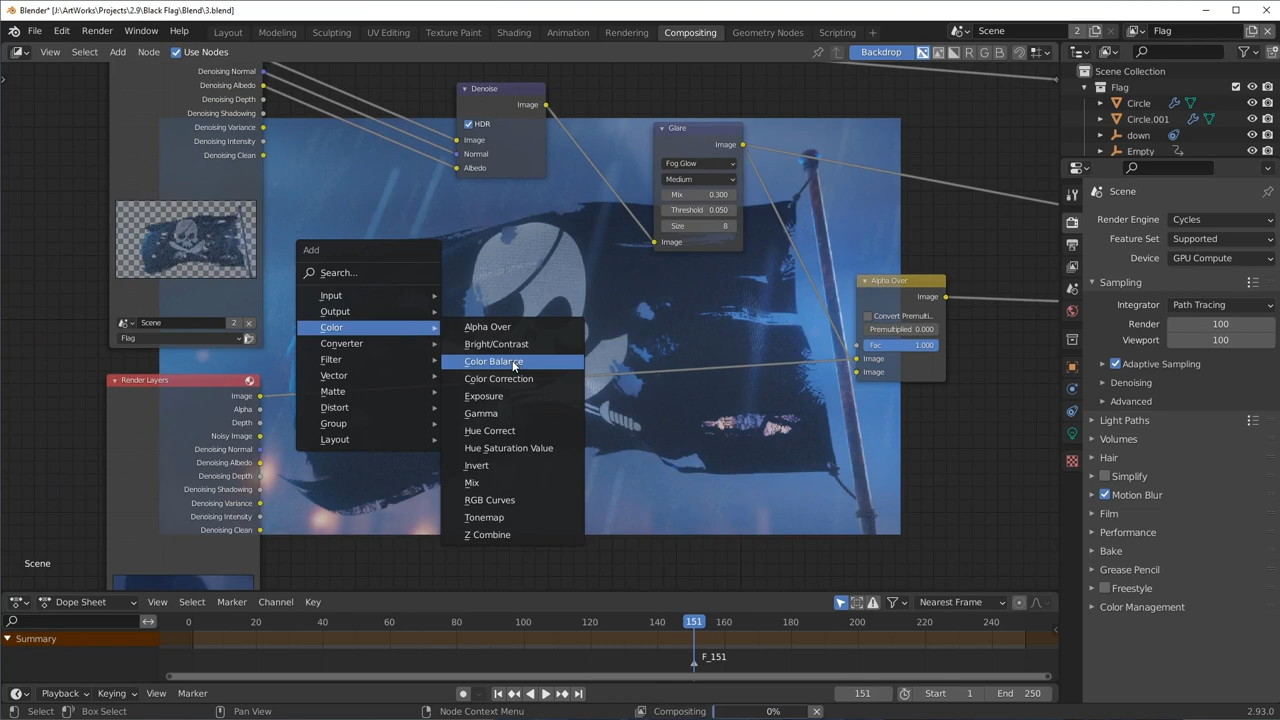 Blender* [J:\ArtWorks\Projects\2.9\Black Flag\Blend\3.blend]
File Edit Render Window Help Layout Modeling Sculpting UV Editing Texture Paint Shading Animation Rendering Compositing Geometry Nodes Scripting + Scene 2 Flag
View Select Add Node Use Nodes Backdrop R G B
Denoising Normal
Denoising Albedo
Denoising Depth
Denoising Shadowing
Denoising Variance
Denoising Intensity
Denoising Clean
Scene 2
Flag
Render Layers
Image
Alpha
Depth
Noisy Image
Denoising Normal
Denoising Albedo
Denoising Depth
Denoising Shadowing
Denoising Variance
Denoising Intensity
Denoising Clean
Scene
Denoise
Image
HDR
Image
Normal
Albedo
Glare
Image
Fog Glow
Medium
Mix 0.300
Threshold 0.050
Size 8
Image
Alpha Over
Image
Convert Premulti...
Premultiplied 0.000
Fac 1.000
Image
Image
Add
Search...
Input
Output
Color
Converter
Filter
Vector
Matte
Distort
Group
Layout
Alpha Over
Bright/Contrast
Color Balance
Color Correction
Exposure
Gamma
Hue Correct
Hue Saturation Value
Invert
Mix
RGB Curves
Tonemap
Z Combine
Scene Collection
Flag
Circle
Circle.001
down
Empty
Scene
Render Engine Cycles
Feature Set Supported
Device GPU Compute
Sampling
Integrator Path Tracing
Render 100
Viewport 100
Adaptive Sampling
Denoising
Advanced
Light Paths
Volumes
Hair
Simplify
Motion Blur
Film
Performance
Bake
Grease Pencil
Freestyle
Color Management
Dope Sheet View Select Marker Channel Key Nearest Frame
0 20 40 60 80 100 120 140 151 160 180 200 220 240
Summary
F_151
Playback Keying View Marker 151 Start 1 End 250
Select Box Select Pan View Node Context Menu Compositing 0% 2.93.0